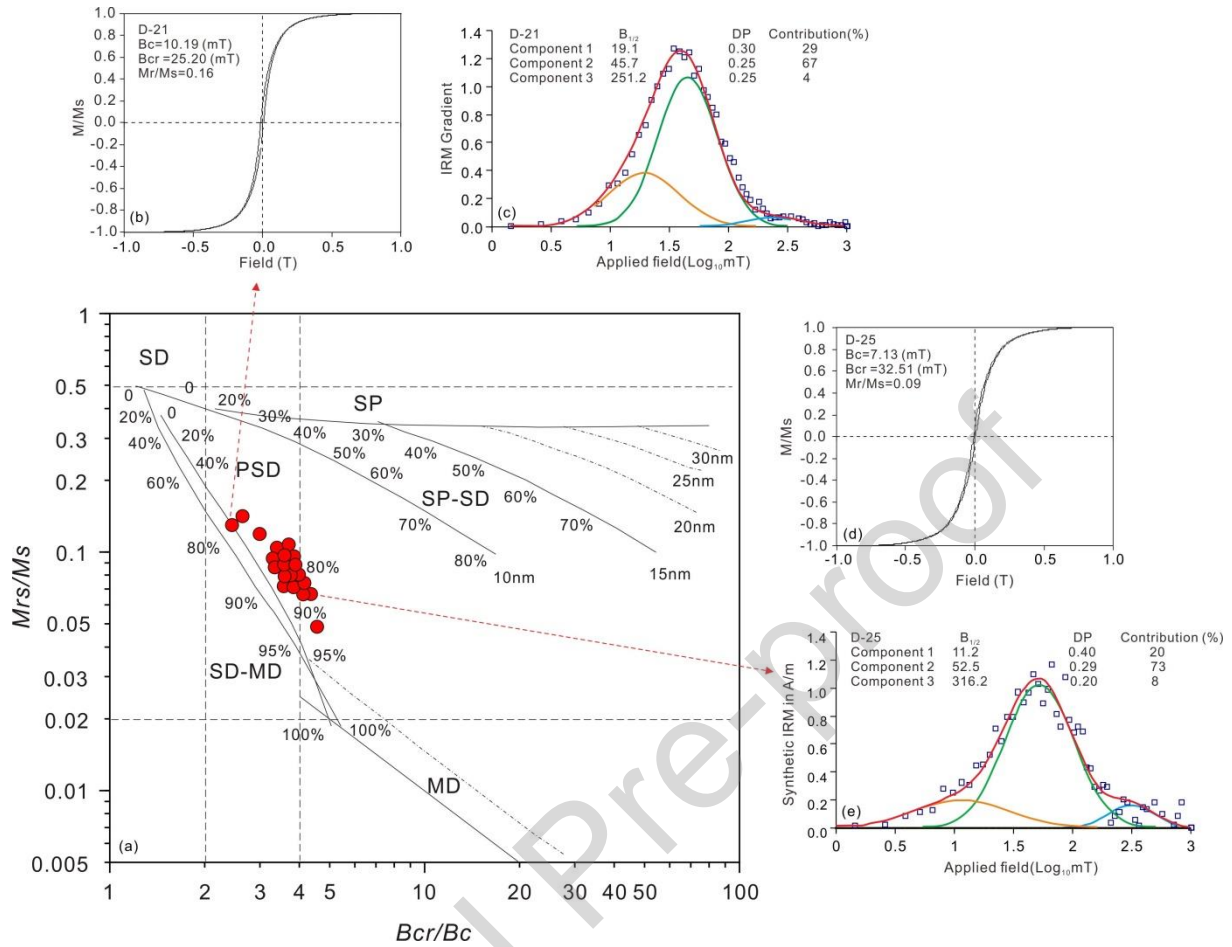 D-21
Bc=10.19 (mT)
Bcr =25.20 (mT)
Mr/Ms=0.16
M/Ms
1.0
0.8
0.6
0.4
0.2
0.0
-0.2
-0.4
-0.6
-0.8
-1.0
(b)
-1.0 -0.5 0.0 0.5 1.0
Field (T)
D-21 B1/2 DP Contribution(%)
Component 1 19.1 0.30 29
Component 2 45.7 0.25 67
Component 3 251.2 0.25 4
IRM Gradient
1.4
1.2
1.0
0.8
0.6
0.4
0.2
0.0
(c)
0 0.5 1 1.5 2 2.5 3
Applied field(Log10mT)
Mrs/Ms
1
0.5
0.3
0.2
0.1
0.05
0.03
0.02
0.01
0.005
SD
0
0 20%
SP
0
20% 20% 30% 30%
40% 40% 40% 40%
60% PSD 50% 50%
60% 60%
SP-SD
30nm
25nm
20nm
70% 70%
80% 80% 80%
10nm 15nm
90% 90%
95% 95%
SD-MD
100% 100%
MD
(a)
1 2 3 4 5 10 20 30 40 50 100
Bcr/Bc
D-25
Bc=7.13 (mT)
Bcr=32.51 (mT)
Mr/Ms=0.09
M/Ms
1.0
0.8
0.6
0.4
0.2
0.0
-0.2
-0.4
-0.6
-0.8
-1.0
(d)
-1.0 -0.5 0.0 0.5 1.0
Field (T)
D-25 B1/2 DP Contribution (%)
Component 1 11.2 0.40 20
Component 2 52.5 0.29 73
Component 3 316.2 0.20 8
Synthetic IRM in A/m
1.4
1.2
1.0
0.8
0.6
0.4
0.2
0.0
(e)
0 0.5 1 1.5 2 2.5 3
Applied field(Log10mT)
Pre-proof